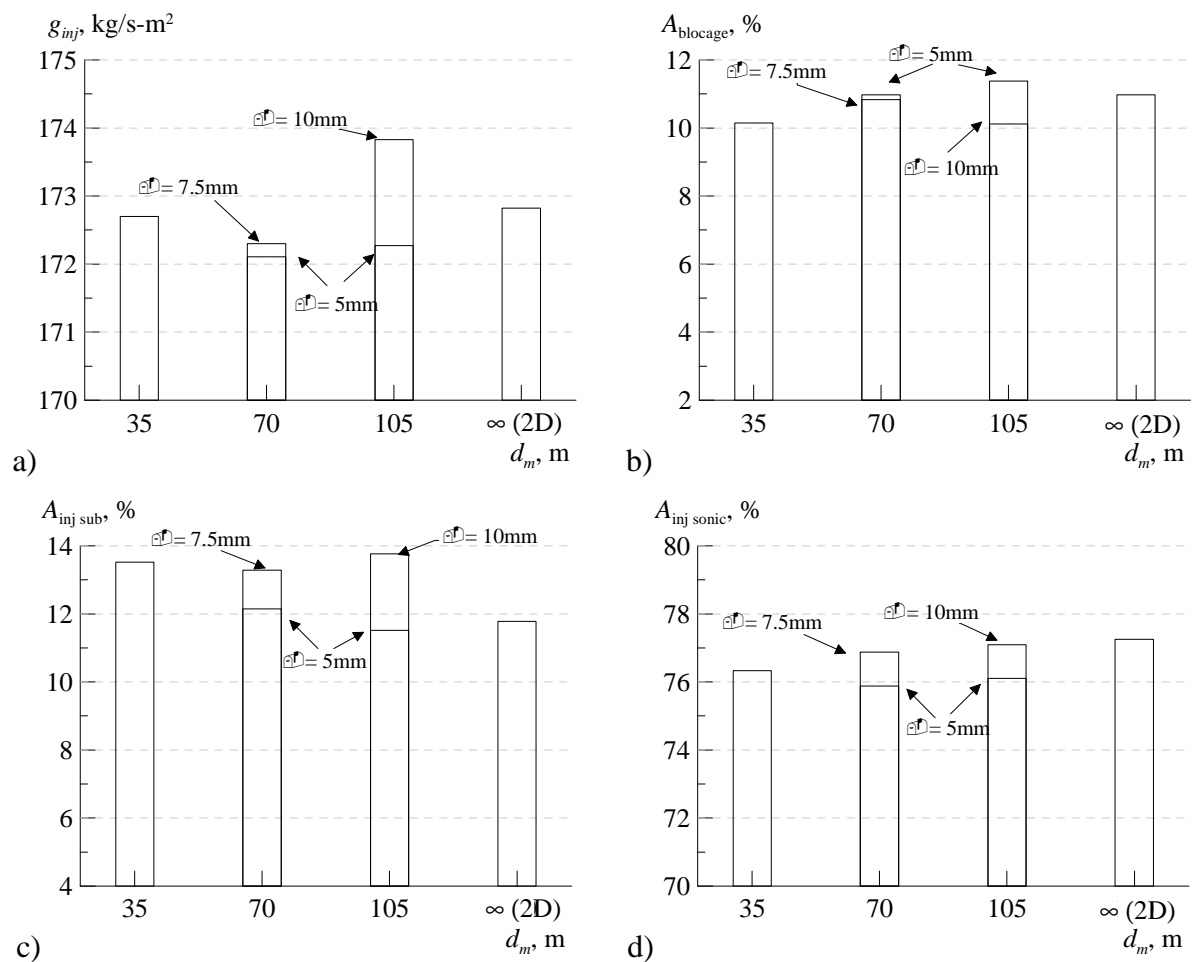 g_inj, kg/s-m²
175
174
173
172
171
170
= 10mm
= 7.5mm
= 5mm
35 70 105 ∞ (2D)
d_m, m
a)
A_blocage, %
12
10
8
6
4
2
= 5mm
= 7.5mm
= 10mm
35 70 105 ∞ (2D)
d_m, m
b)
A_inj sub, %
14
12
10
8
6
4
= 7.5mm
= 10mm
= 5mm
35 70 105 ∞ (2D)
d_m, m
c)
A_inj sonic, %
80
78
76
74
72
70
= 7.5mm
= 10mm
= 5mm
35 70 105 ∞ (2D)
d_m, m
d)